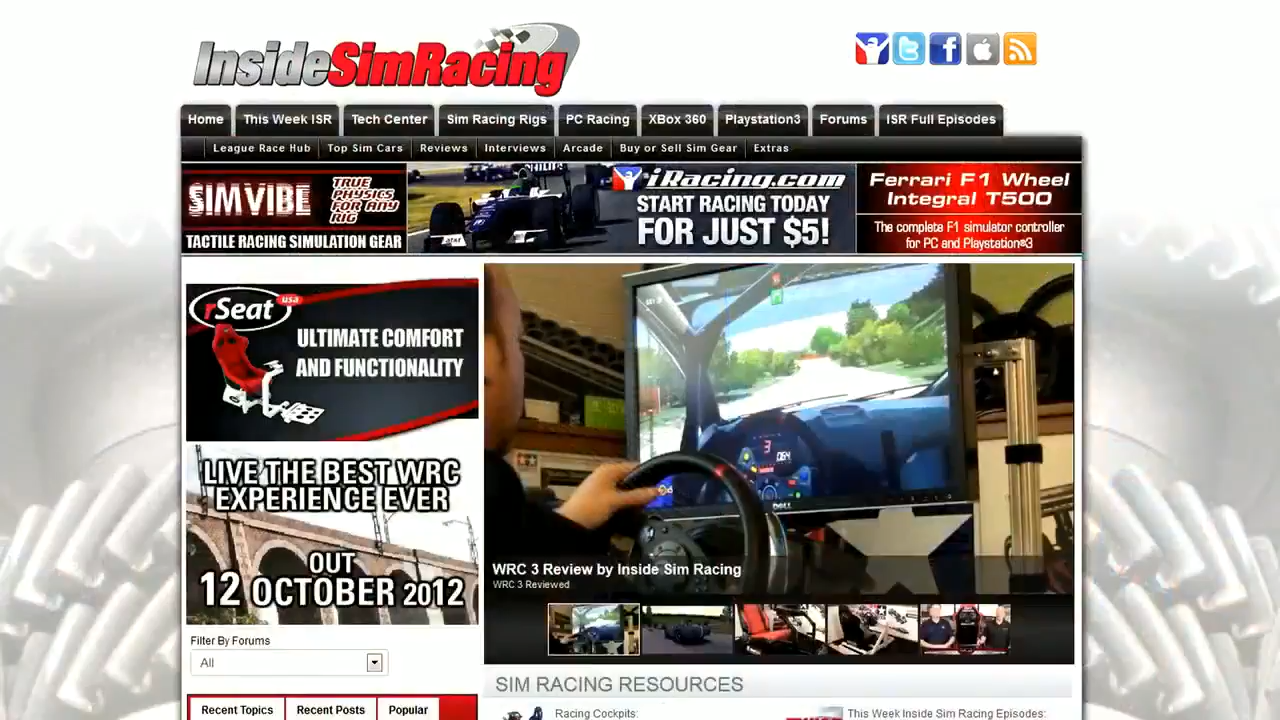 InsideSimRacing
Home
This Week ISR
Tech Center
Sim Racing Rigs
PC Racing
XBox 360
Playstation3
Forums
ISR Full Episodes
League Race Hub
Top Sim Cars
Reviews
Interviews
Arcade
Buy or Sell Sim Gear
Extras
SIMVIBE
TRUE
PHYSICS
FOR ANY
RIG
TACTILE RACING SIMULATION GEAR
PHILIPS
at&t
iRacing.com
START RACING TODAY
FOR JUST $5!
Ferrari F1 Wheel
Integral T500
The complete F1 simulator controller
for PC and Playstation®3
rSeat usa
ULTIMATE COMFORT
AND FUNCTIONALITY
LIVE THE BEST WRC
EXPERIENCE EVER
OUT
12 OCTOBER 2012
3
064
DELL
WRC 3 Review by Inside Sim Racing
WRC 3 Reviewed
Filter By Forums
All
Recent Topics
Recent Posts
Popular
SIM RACING RESOURCES
Racing Cockpits:
This Week Inside Sim Racing Episodes: